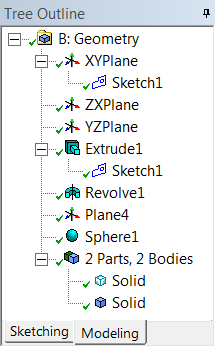 Tree Outline
B: Geometry
XYPlane
Sketch1
ZXPlane
YZPlane
Extrude1
Sketch1
Revolve1
Plane4
Sphere1
2 Parts, 2 Bodies
Solid
Solid
Sketching Modeling